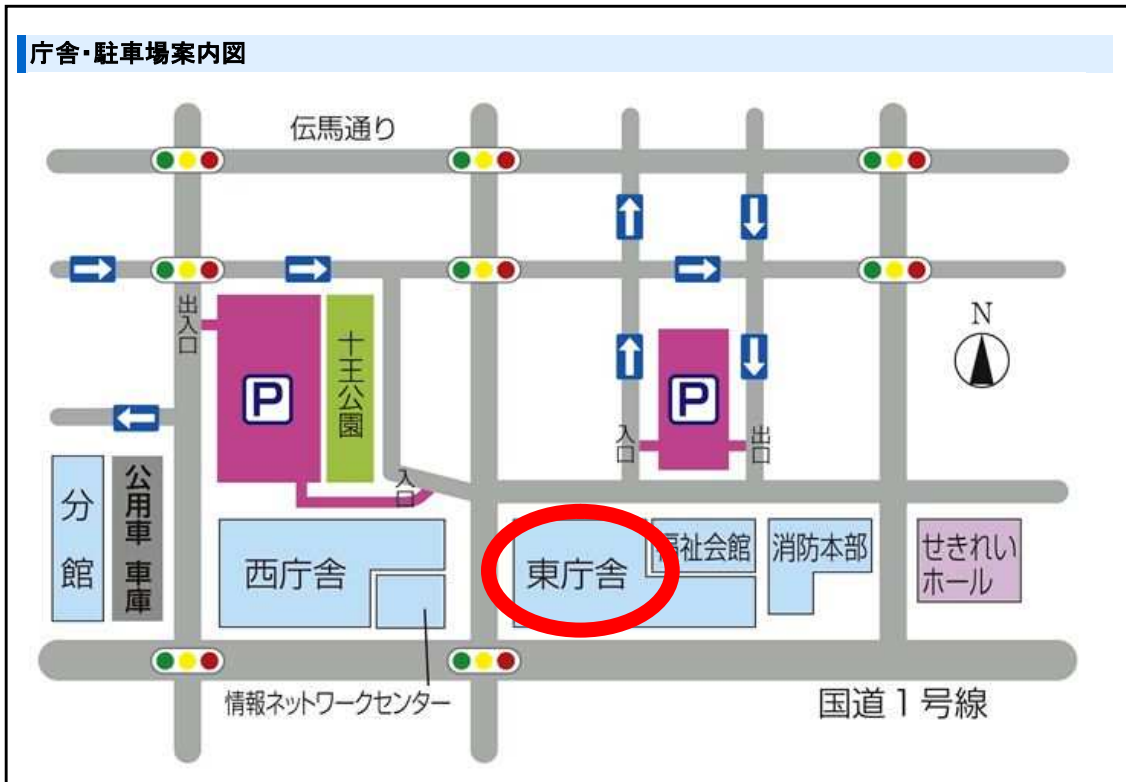 庁舎・駐車場案内図
伝馬通り
出入口
P
十王公園
N
P
入口
出口
入口
分館
公用車 車庫
西庁舎
東庁舎
福祉会館
消防本部
せきれい
ホール
情報ネットワークセンター
国道1号線